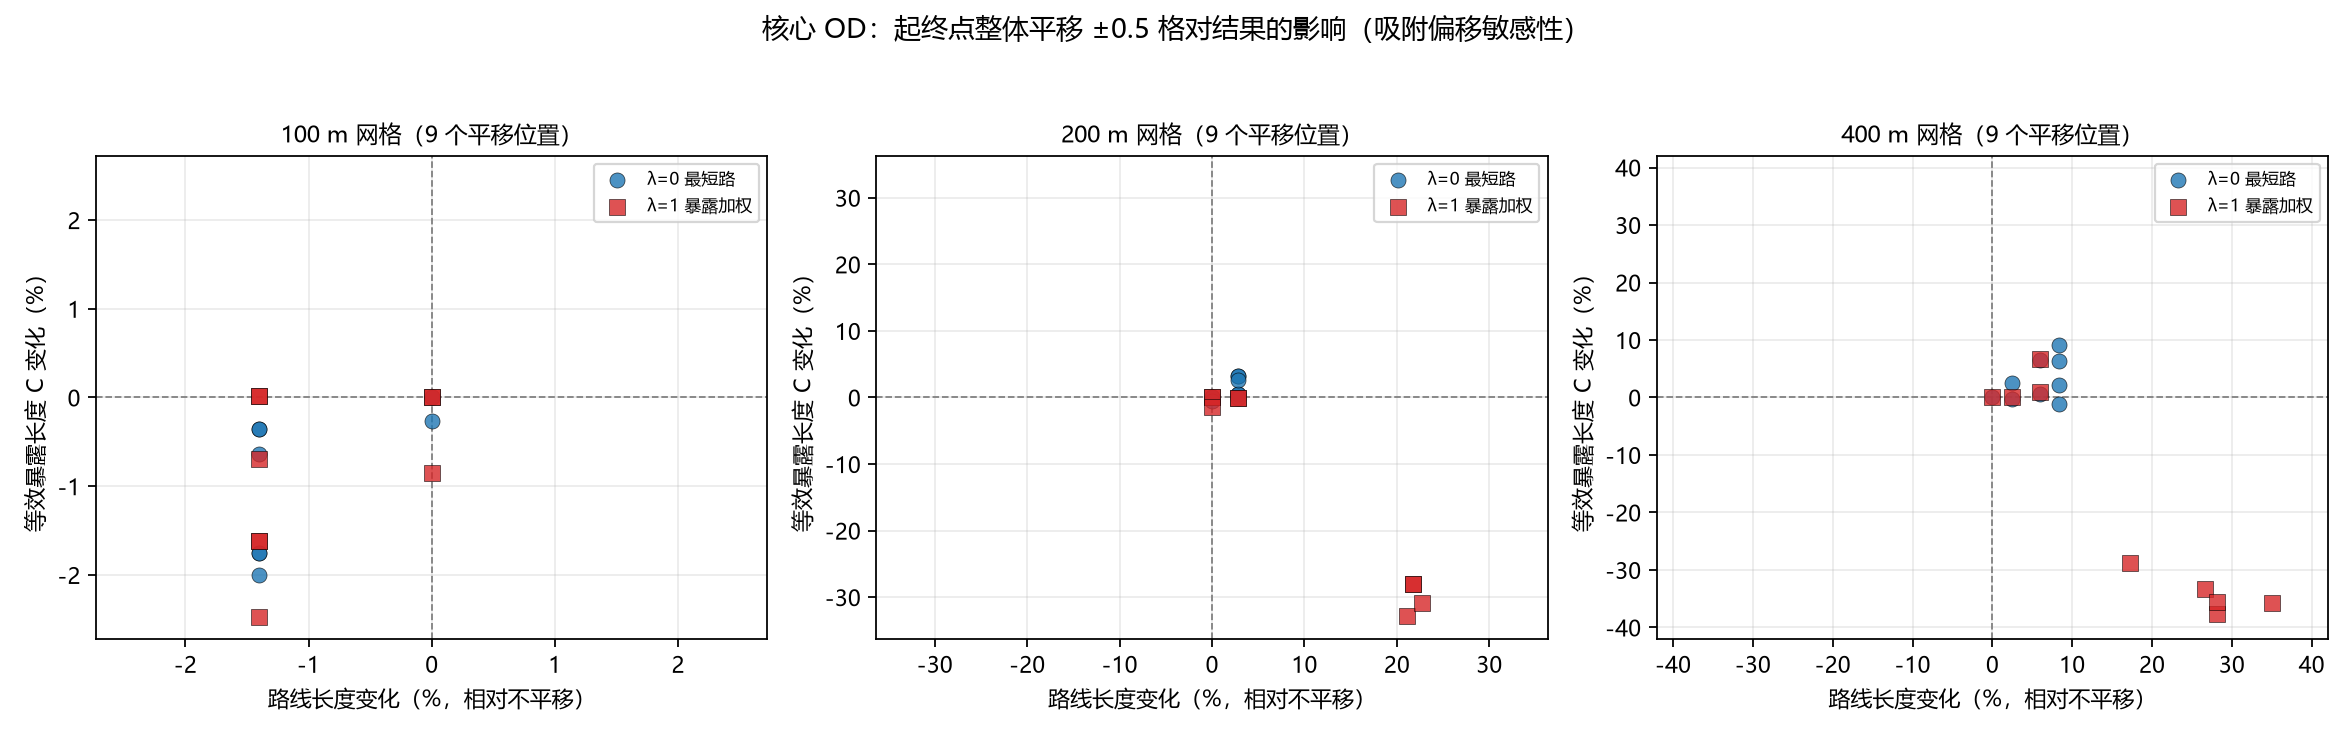 核心 OD：起终点整体平移 ±0.5 格对结果的影响（吸附偏移敏感性）
100 m 网格（9 个平移位置）
λ=0 最短路
λ=1 暴露加权
等效暴露长度 C 变化（%）
2
1
0
-1
-2
-2
-1
0
1
2
路线长度变化（%，相对不平移）
200 m 网格（9 个平移位置）
λ=0 最短路
λ=1 暴露加权
等效暴露长度 C 变化（%）
30
20
10
0
-10
-20
-30
-30
-20
-10
0
10
20
30
路线长度变化（%，相对不平移）
400 m 网格（9 个平移位置）
λ=0 最短路
λ=1 暴露加权
等效暴露长度 C 变化（%）
40
30
20
10
0
-10
-20
-30
-40
-40
-30
-20
-10
0
10
20
30
40
路线长度变化（%，相对不平移）